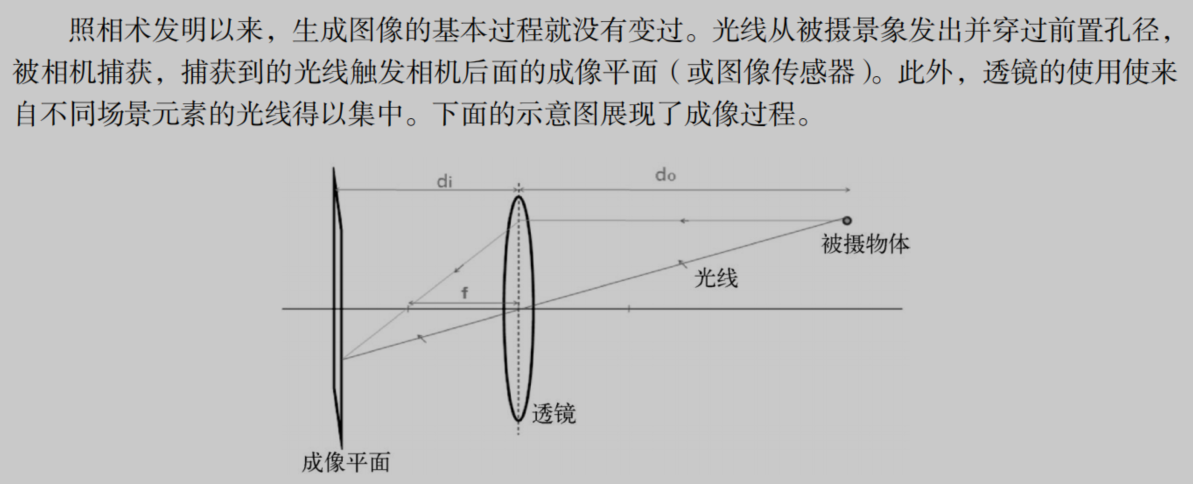 照相术发明以来，生成图像的基本过程就没有变过。光线从被摄景象发出并穿过前置孔径，
被相机捕获，捕获到的光线触发相机后面的成像平面（或图像传感器）。此外，透镜的使用使来
自不同场景元素的光线得以集中。下面的示意图展现了成像过程。
di
do
被摄物体
光线
f
透镜
成像平面